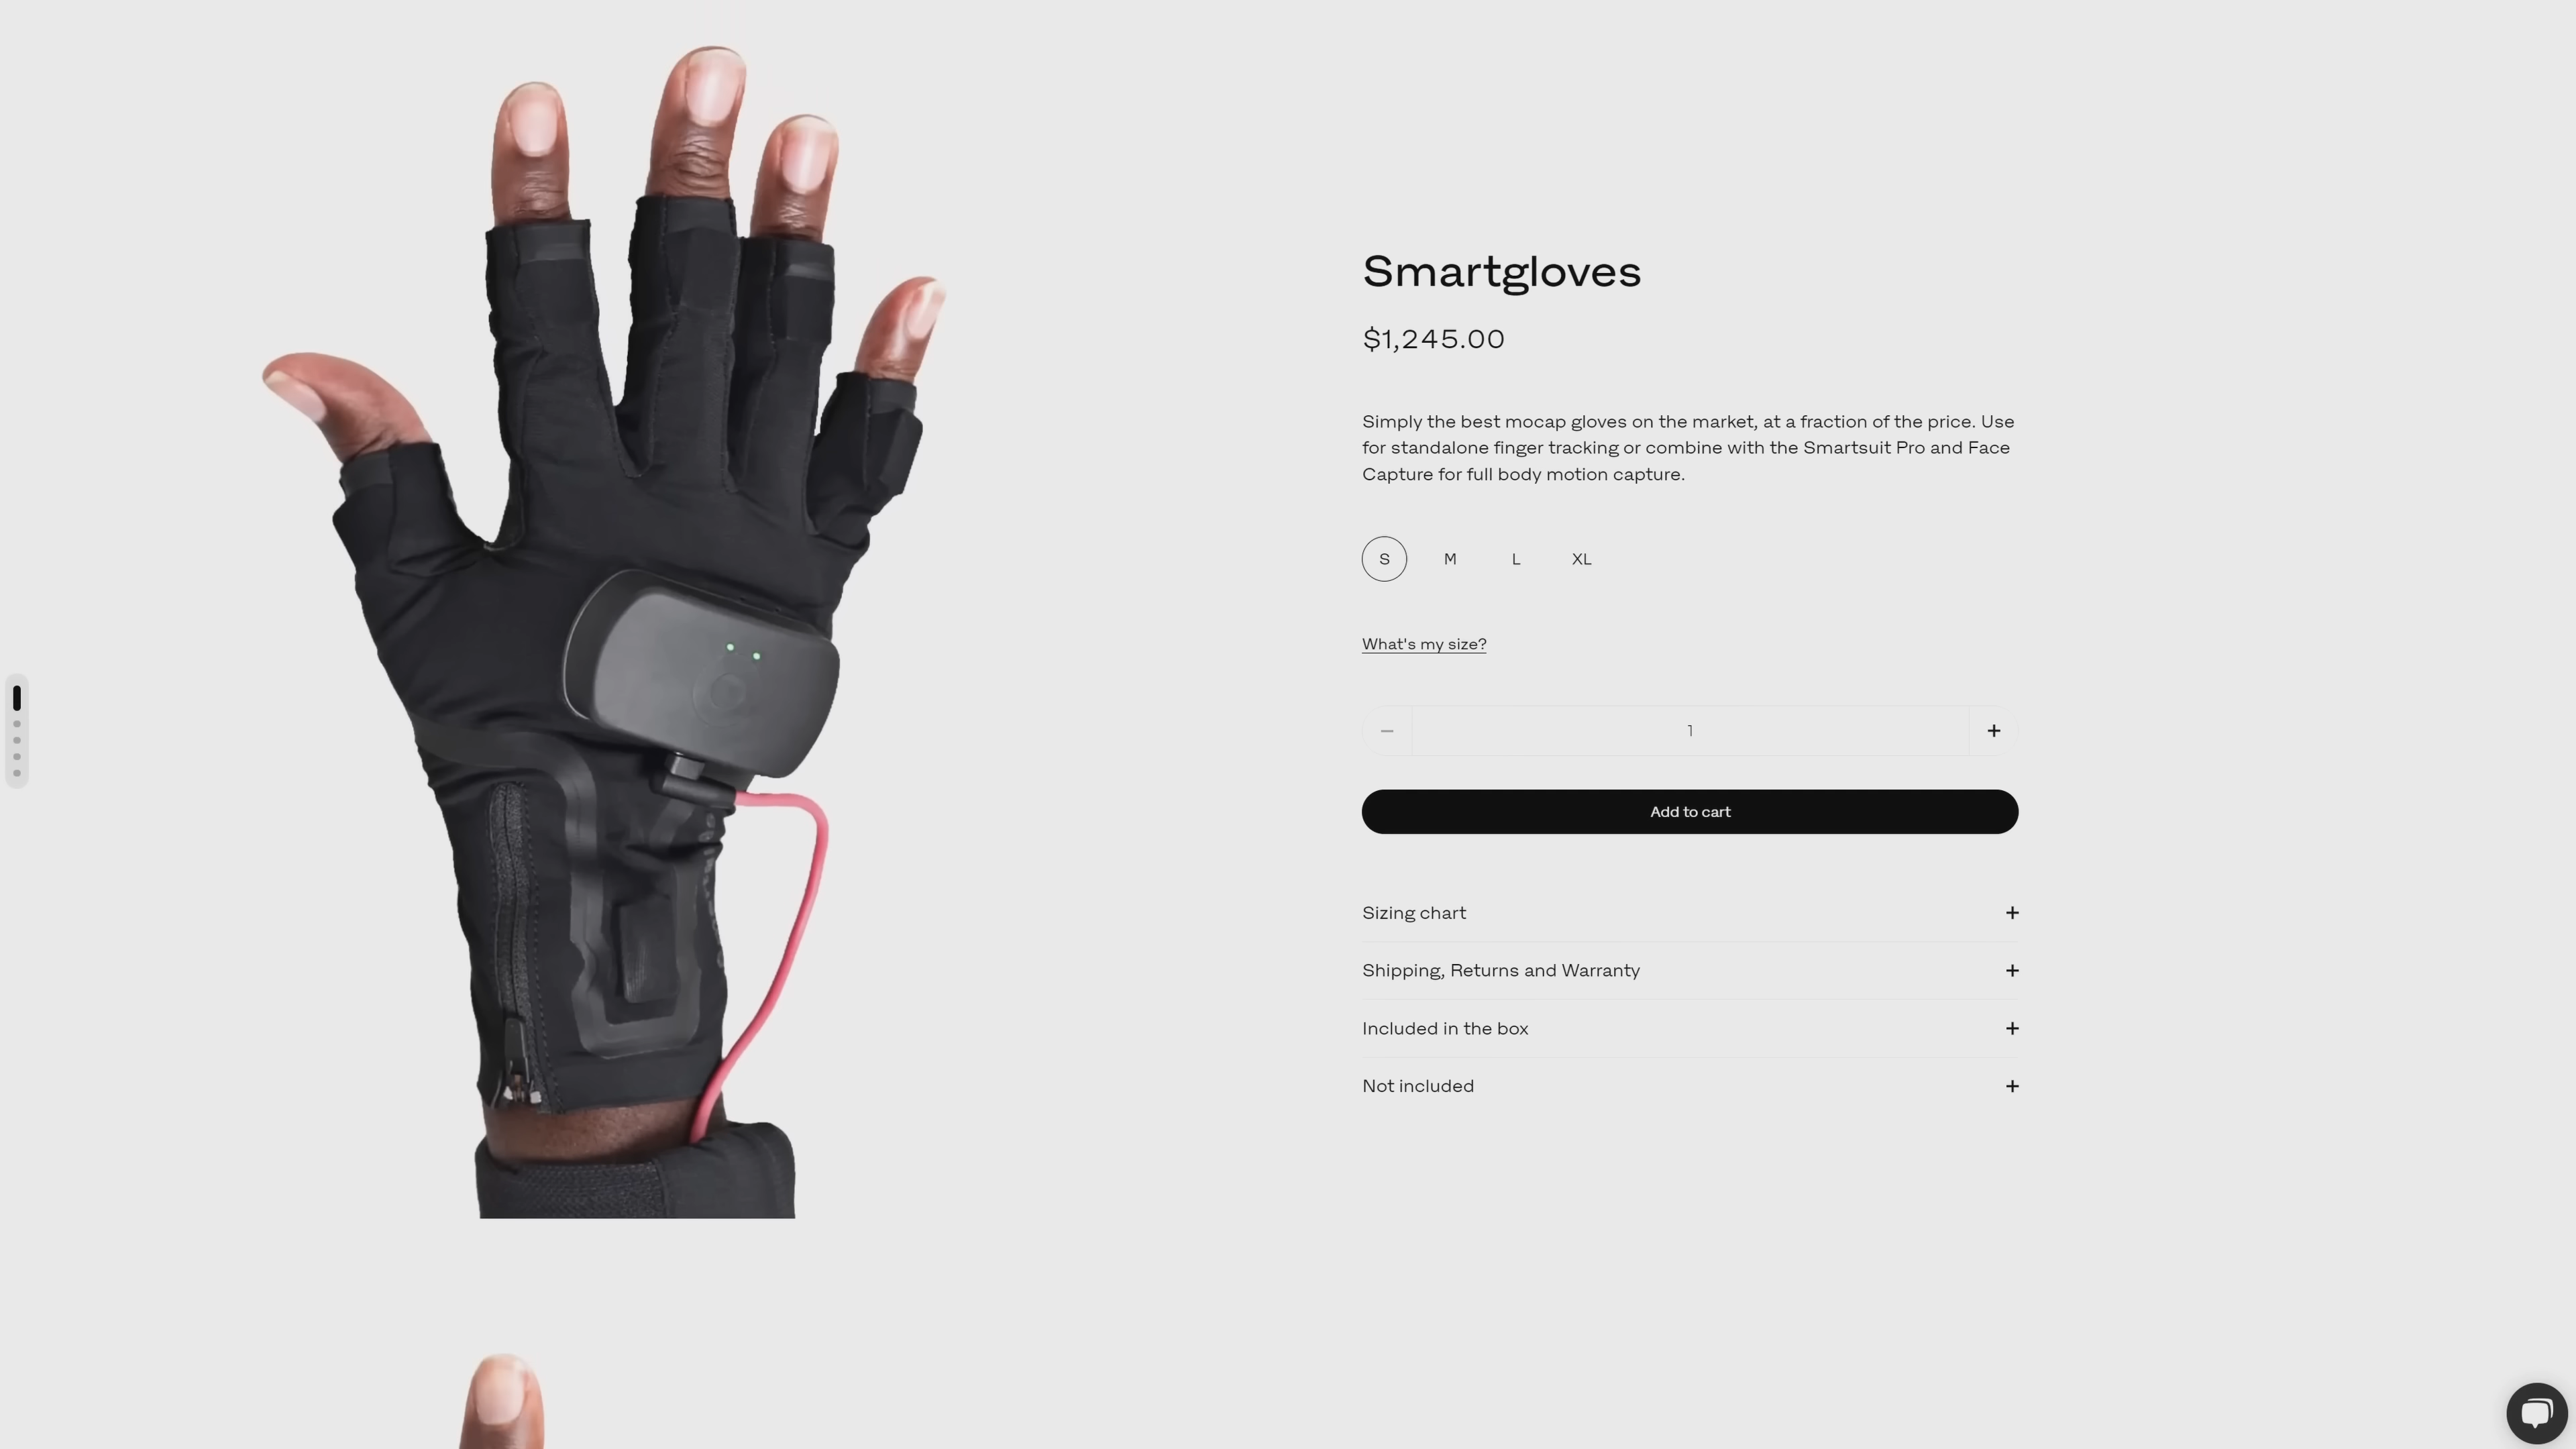 Smartgloves
$1,245.00
Simply the best mocap gloves on the market, at a fraction of the price. Use
for standalone finger tracking or combine with the Smartsuit Pro and Face
Capture for full body motion capture.
S M L XL
What's my size?
1
Add to cart
Sizing chart
Shipping, Returns and Warranty
Included in the box
Not included